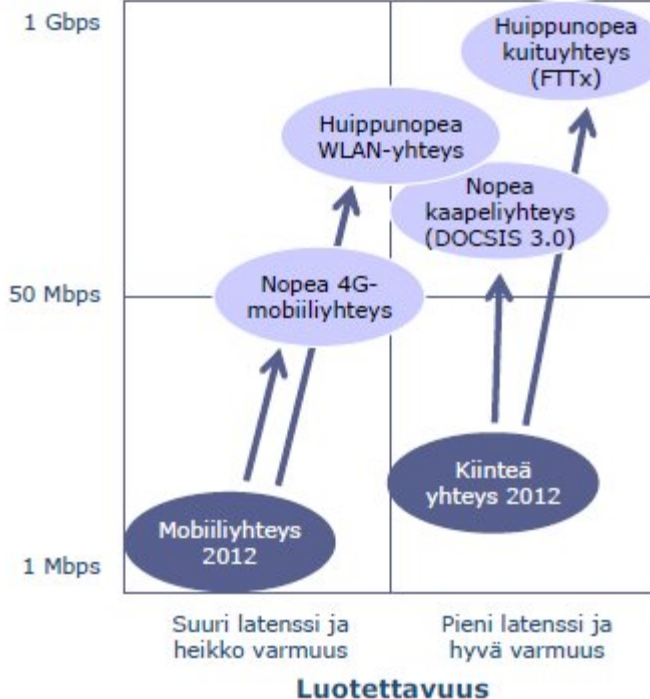 1 Gbps
Huippunopea
kuituyhteys
(FTTx)
Huippunopea
WLAN-yhteys
Nopea
kaapeliyhteys
(DOCSIS 3.0)
50 Mbps
Nopea 4G-
mobiiliyhteys
Kiinteä
yhteys 2012
Mobiiliyhteys
2012
1 Mbps
Suuri latenssi ja
heikko varmuus
Pieni latenssi ja
hyvä varmuus
Luotettavuus